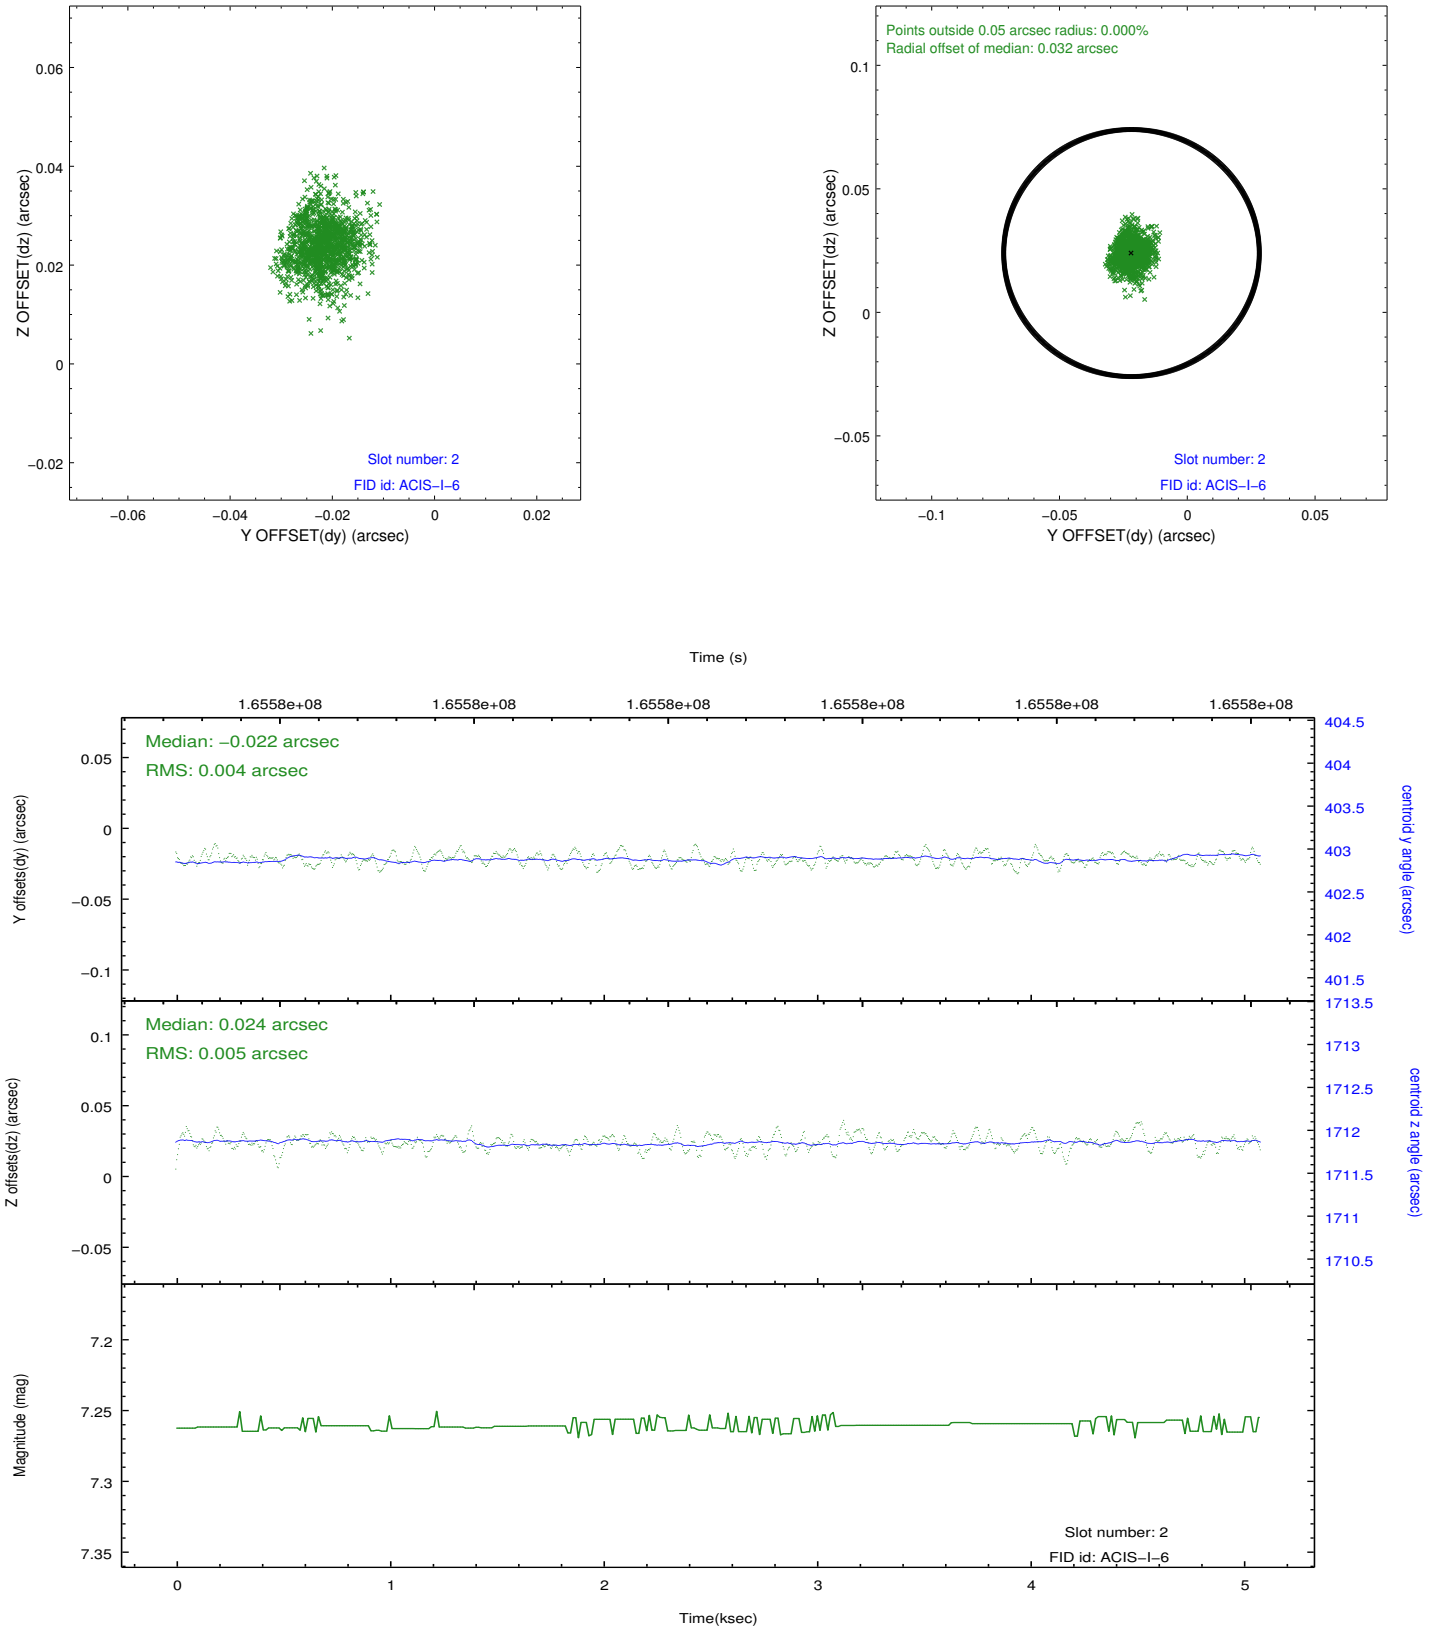 0.06
0.04
0.02
0
−0.02
Z OFFSET(dz) (arcsec)
Slot number: 2
FID id: ACIS−I−6
−0.06
−0.04
−0.02
0
0.02
Y OFFSET(dy) (arcsec)
Points outside 0.05 arcsec radius: 0.000%
Radial offset of median: 0.032 arcsec
0.1
0.05
0
−0.05
Z OFFSET(dz) (arcsec)
Slot number: 2
FID id: ACIS−I−6
−0.1
−0.05
0
0.05
Y OFFSET(dy) (arcsec)
Time (s)
1.6558e+08 1.6558e+08 1.6558e+08 1.6558e+08 1.6558e+08 1.6558e+08
Median: −0.022 arcsec
RMS: 0.004 arcsec
0.05
0
−0.05
−0.1
Y offsets(dy) (arcsec)
404.5
404
403.5
403
402.5
402
401.5
centroid y angle (arcsec)
Median: 0.024 arcsec
RMS: 0.005 arcsec
0.1
0.05
0
−0.05
Z offsets(dz) (arcsec)
1713.5
1713
1712.5
1712
1711.5
1711
1710.5
centroid z angle (arcsec)
7.2
7.25
7.3
7.35
Magnitude (mag)
Slot number: 2
FID id: ACIS−I−6
0 1 2 3 4 5
Time(ksec)